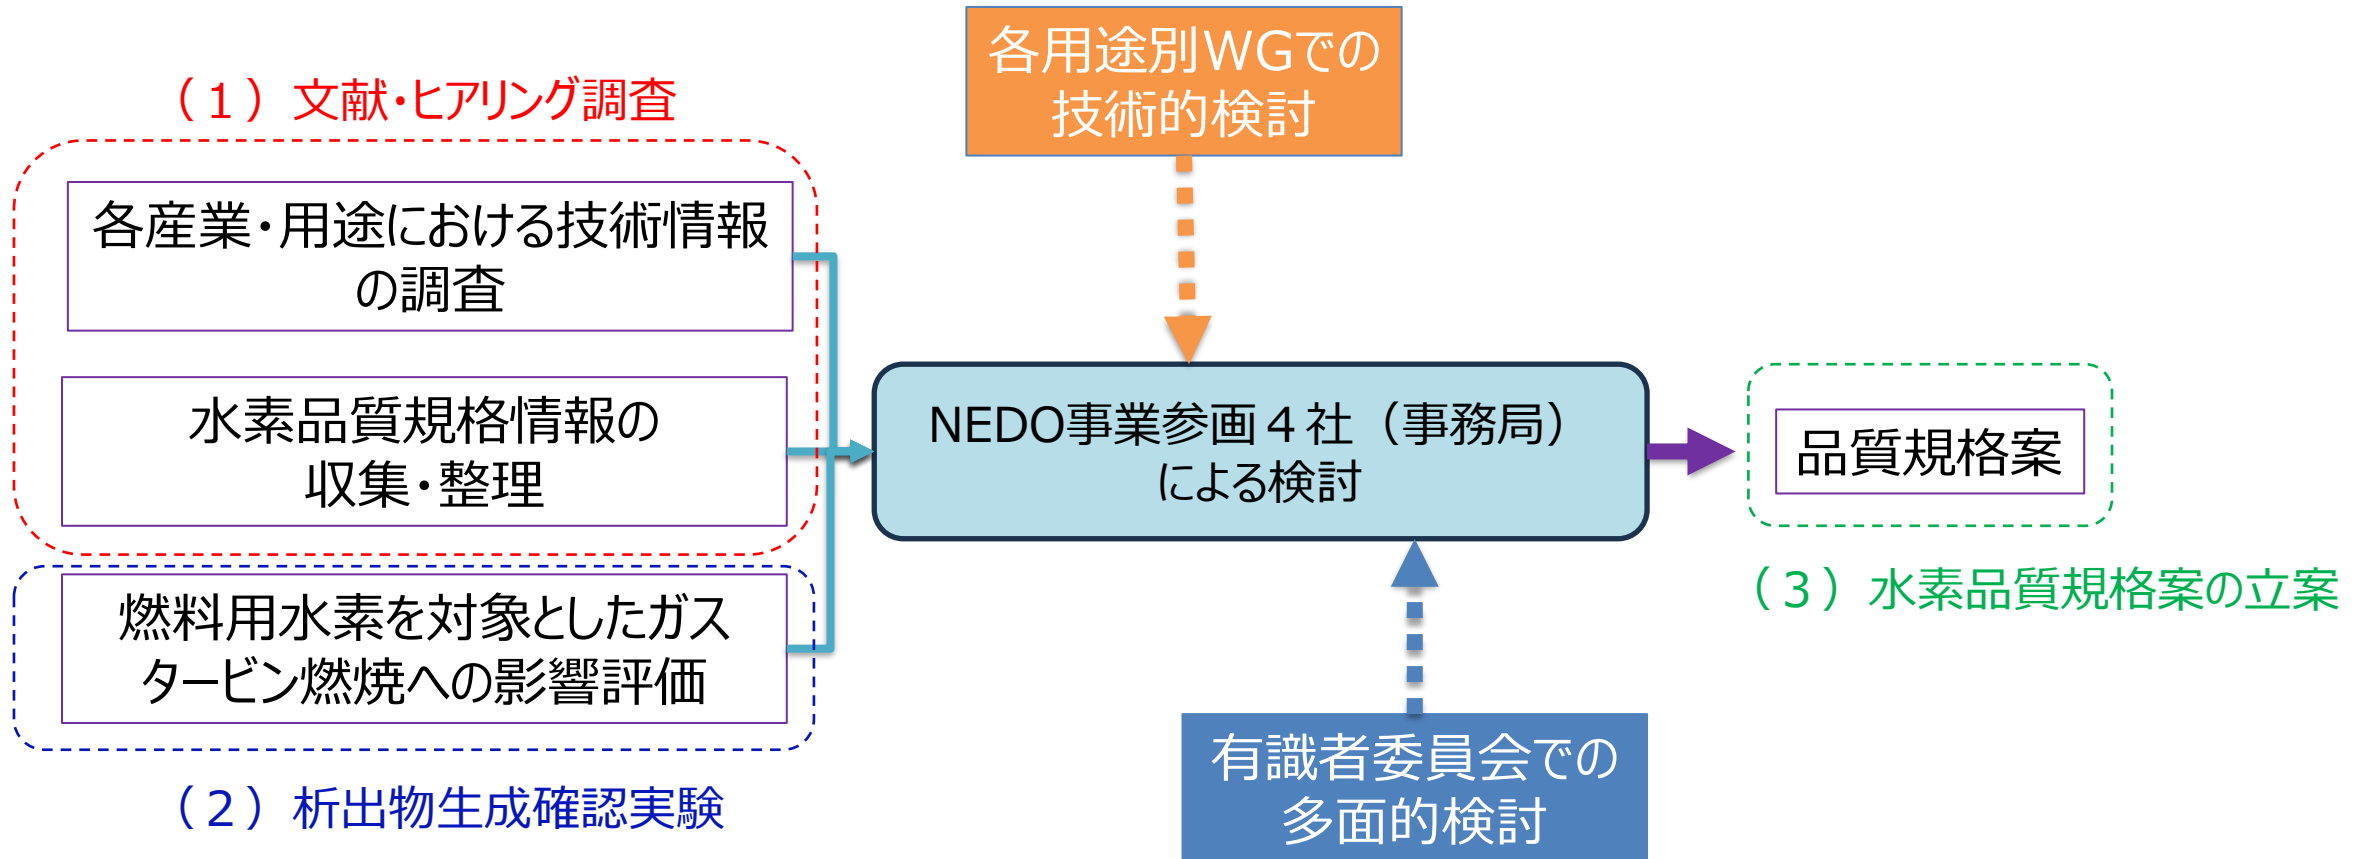 各用途別WGでの
技術的検討
（１）文献・ヒアリング調査
各産業・用途における技術情報
の調査
水素品質規格情報の
収集・整理
NEDO事業参画４社（事務局）
による検討
品質規格案
（３）水素品質規格案の立案
燃料用水素を対象としたガス
タービン燃焼への影響評価
（２）析出物生成確認実験
有識者委員会での
多面的検討